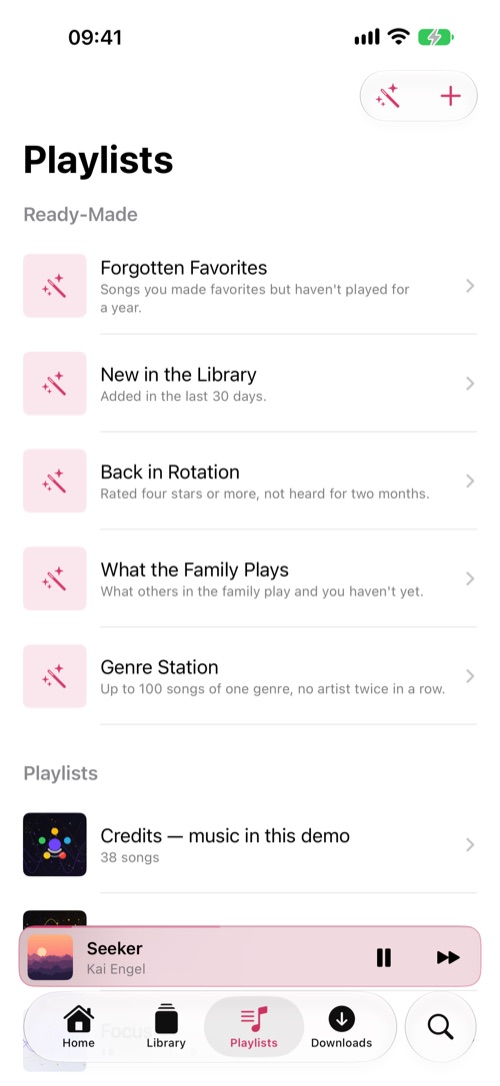 09:41
Playlists
Ready-Made
Forgotten Favorites
Songs you made favorites but haven't played for
a year.
New in the Library
Added in the last 30 days.
Back in Rotation
Rated four stars or more, not heard for two months.
What the Family Plays
What others in the family play and you haven't yet.
Genre Station
Up to 100 songs of one genre, no artist twice in a row.
Playlists
Credits — music in this demo
38 songs
Seeker
Kai Engel
Focus
Home
Library
Playlists
Downloads